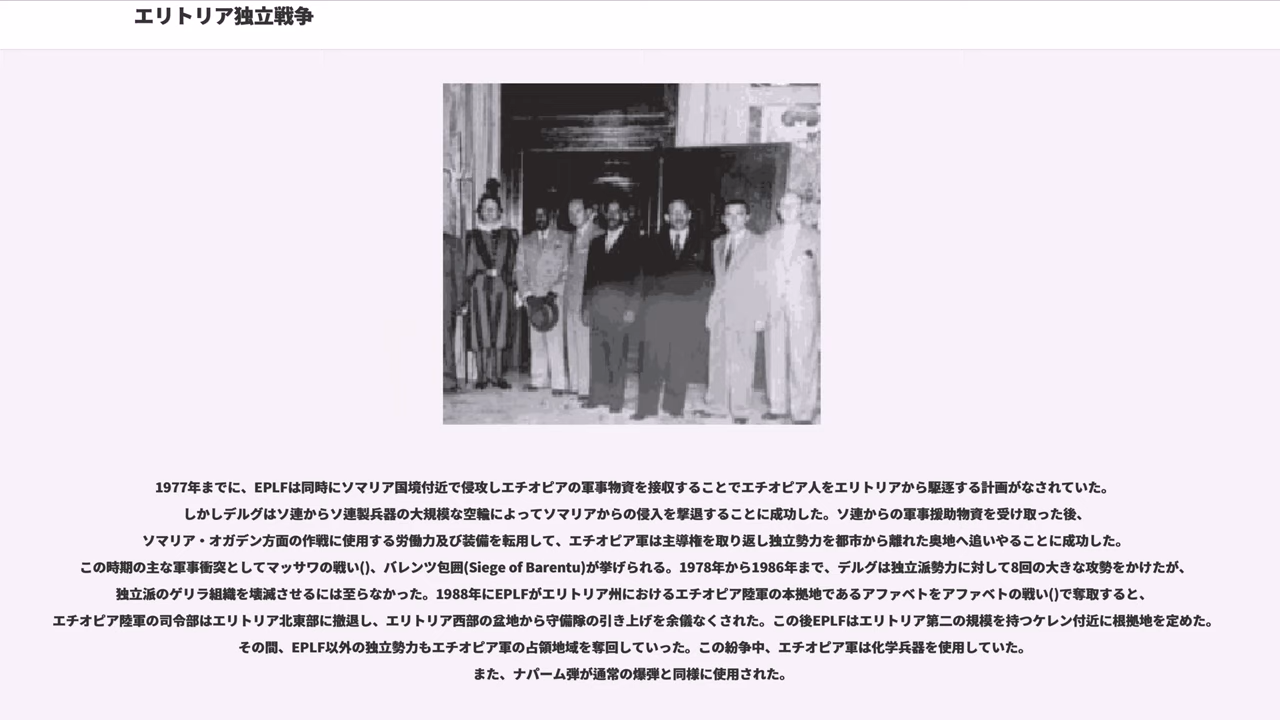 エリトリア独立戦争
1977年までに、EPLFは同時にソマリア国境付近で侵攻しエチオピアの軍事物資を接収することでエチオピア人をエリトリアから駆逐する計画がなされていた。
しかしデルグはソ連からソ連製兵器の大規模な空輸によってソマリアからの侵入を撃退することに成功した。ソ連からの軍事援助物資を受け取った後、
ソマリア・オガデン方面の作戦に使用する労働力及び装備を転用して、エチオピア軍は主導権を取り返し独立勢力を都市から離れた奥地へ追いやることに成功した。
この時期の主な軍事衝突としてマッサワの戦い()、バレンツ包囲(Siege of Barentu)が挙げられる。1978年から1986年まで、デルグは独立派勢力に対して8回の大きな攻勢をかけたが、
独立派のゲリラ組織を壊滅させるには至らなかった。1988年にEPLFがエリトリア州におけるエチオピア陸軍の本拠地であるアファベトをアファベトの戦い()で奪取すると、
エチオピア陸軍の司令部はエリトリア北東部に撤退し、エリトリア西部の盆地から守備隊の引き上げを余儀なくされた。この後EPLFはエリトリア第二の規模を持つケレン付近に根拠地を定めた。
その間、EPLF以外の独立勢力もエチオピア軍の占領地域を奪回していった。この紛争中、エチオピア軍は化学兵器を使用していた。
また、ナパーム弾が通常の爆弾と同様に使用された。